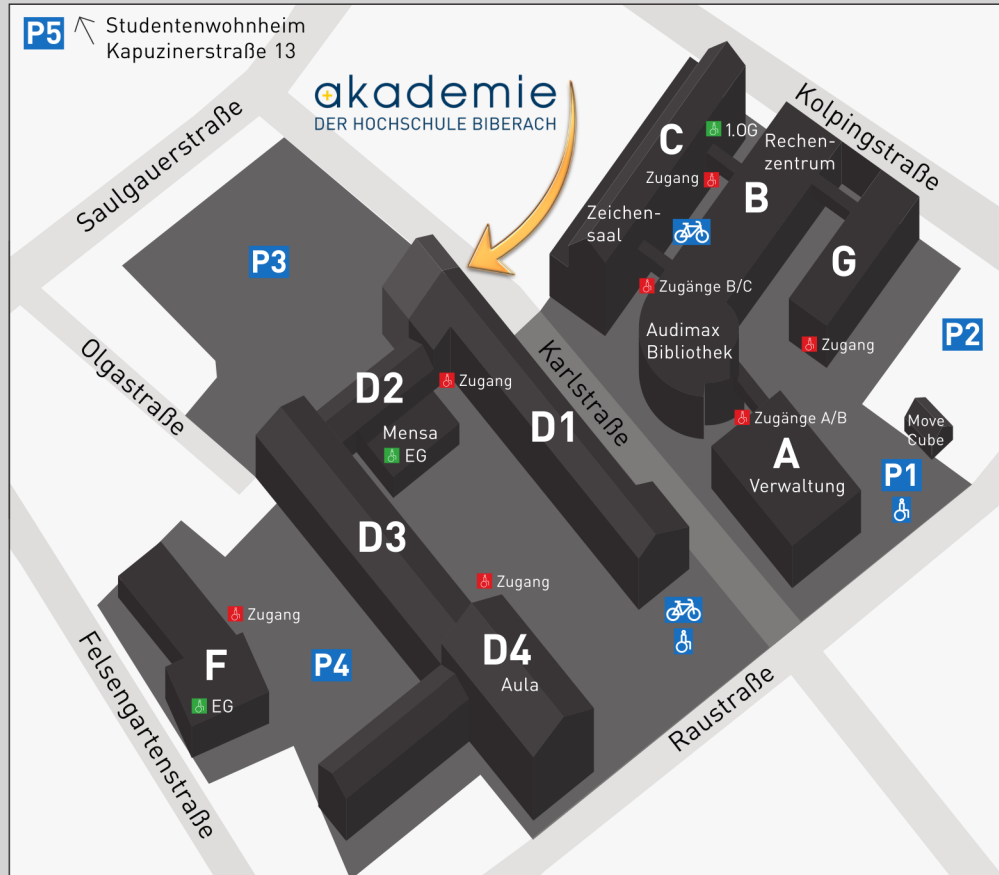 P5
Studentenwohnheim
Kapuzinerstraße 13
akademie
DER HOCHSCHULE BIBERACH
Saulgauerstraße
Kolpingstraße
C
1.OG
Rechen-
zentrum
Zugang
B
Zeichen-
saal
P3
G
Zugänge B/C
Audimax
Bibliothek
Zugang
P2
Olgastraße
Karlstraße
D2
Zugang
D1
Mensa
EG
Zugänge A/B
Move
Cube
A
Verwaltung
P1
D3
Zugang
Zugang
F
P4
EG
D4
Aula
Felsengartenstraße
Raustraße